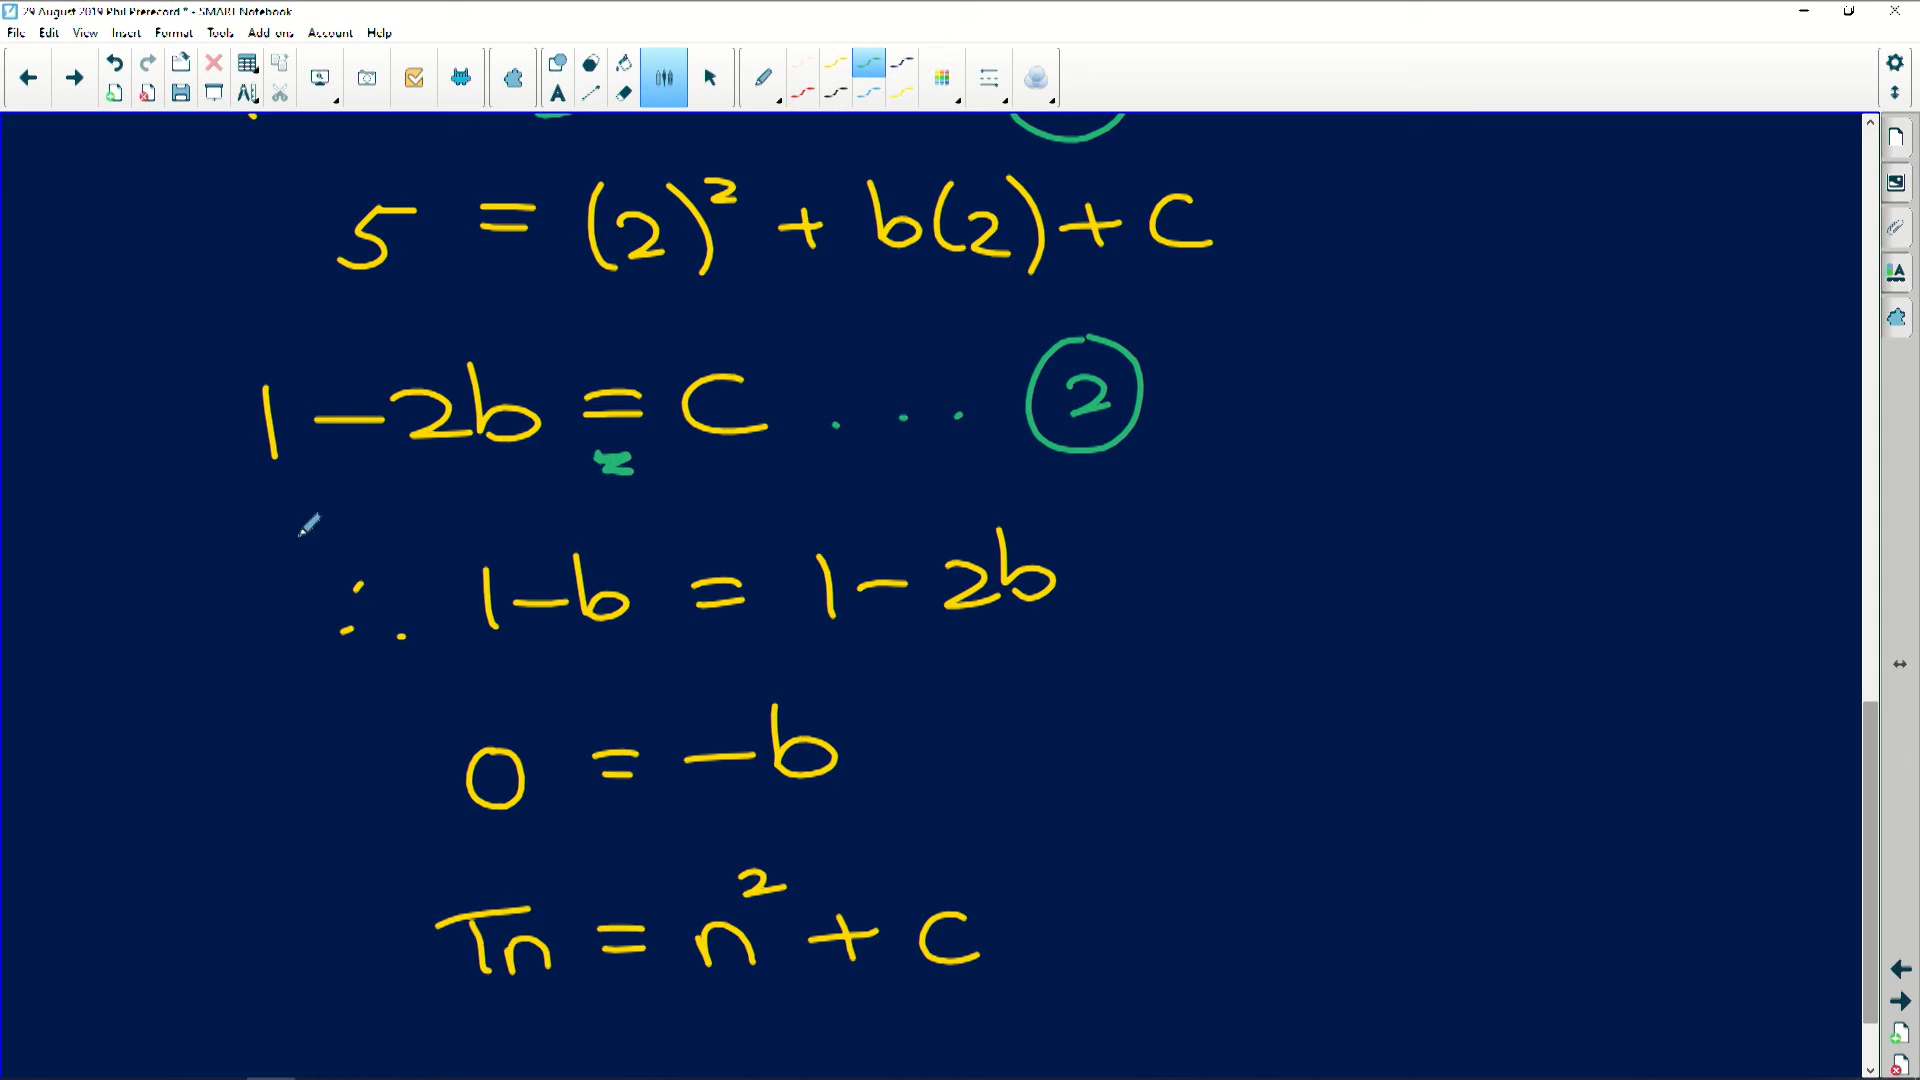 29 August 2019 Phil Prerecord * - SMART Notebook
File Edit View Insert Format Tools Add-ons Account Help
5 = (2)² + b(2) + C
1 - 2b = C . . . ②
∴ 1 - b = 1 - 2b
0 = -b
Tn = n² + C